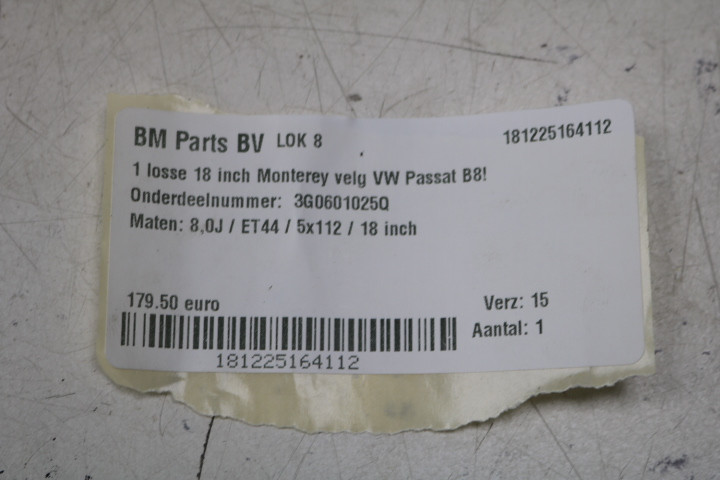 BM Parts BV LOK 8 181225164112
1 losse 18 inch Monterey velg VW Passat B8!
Onderdeelnummer: 3G0601025Q
Maten: 8,0J / ET44 / 5x112 / 18 inch
179.50 euro Verz: 15
Aantal: 1
181225164112